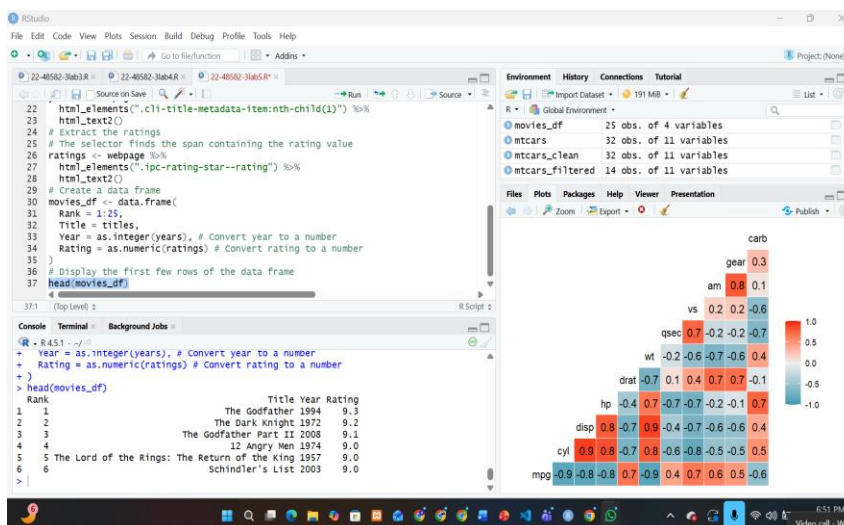 RStudio
File Edit Code View Plots Session Build Debug Profile Tools Help
Go to file/function Addins Project: (None)
22-48582-3lab3.R 22-48582-3lab4.R 22-48582-3lab5.R*
Source on Save Run Source
22 html_elements(".cli-title-metadata-item:nth-child(1)") %>%
23 html_text2()
24 # Extract the ratings
25 # The selector finds the span containing the rating value
26 ratings <- webpage %>%
27 html_elements(".ipc-rating-star--rating") %>%
28 html_text2()
29 # Create a data frame
30 movies_df <- data.frame(
31 Rank = 1:25,
32 Title = titles,
33 Year = as.integer(years), # Convert year to a number
34 Rating = as.numeric(ratings) # Convert rating to a number
35 )
36 # Display the first few rows of the data frame
37 head(movies_df)
37:1 (Top Level) R Script
Console Terminal Background Jobs
R 4.5.1 · ~/
+ Year = as.integer(years), # Convert year to a number
+ Rating = as.numeric(ratings) # Convert rating to a number
+ )
> head(movies_df)
Rank Title Year Rating
1 1 The Godfather 1994 9.3
2 2 The Dark Knight 1972 9.2
3 3 The Godfather Part II 2008 9.1
4 4 12 Angry Men 1974 9.0
5 5 The Lord of the Rings: The Return of the King 1957 9.0
6 6 Schindler's List 2003 9.0
>
Environment History Connections Tutorial
Import Dataset 191 MiB List
R Global Environment
movies_df 25 obs. of 4 variables
mtcars 32 obs. of 11 variables
mtcars_clean 32 obs. of 11 variables
mtcars_filtered 14 obs. of 11 variables
Files Plots Packages Help Viewer Presentation
Zoom Export Publish
carb
gear 0.3
am 0.8 0.1
vs 0.2 0.2 -0.6
qsec 0.7 -0.2 -0.2 -0.7
wt -0.2 -0.6 -0.7 -0.6 0.4
drat -0.7 0.1 0.4 0.7 0.7 -0.1
hp -0.4 0.7 -0.7 -0.7 -0.2 -0.1 0.7
disp 0.8 -0.7 0.9 -0.4 -0.7 -0.6 -0.6 0.4
cyl 0.9 0.8 -0.7 0.8 -0.6 -0.8 -0.5 -0.5 0.5
mpg -0.9 -0.8 -0.8 0.7 -0.9 0.4 0.7 0.6 0.5 -0.6
1.0
0.5
0.0
-0.5
-1.0
6:51 PM
Video call - W